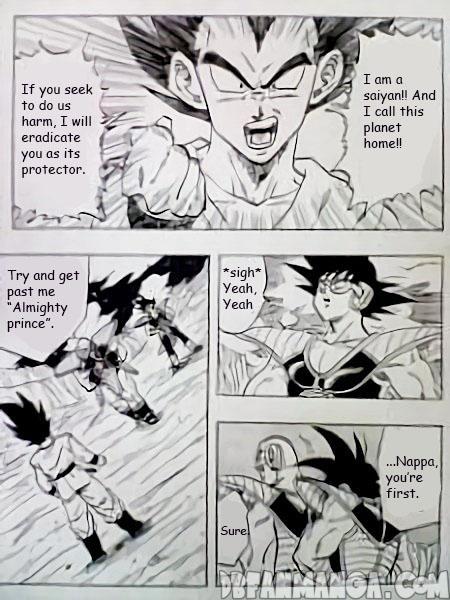 I am a
saiyan!! And
I call this
planet
home!!
If you seek
to do us
harm, I will
eradicate
you as its
protector.
*sigh*
Yeah,
Yeah
...Nappa,
you're
first.
Sure.
Try and get
past me
“Almighty
prince”.
DBFANMANGA.COM